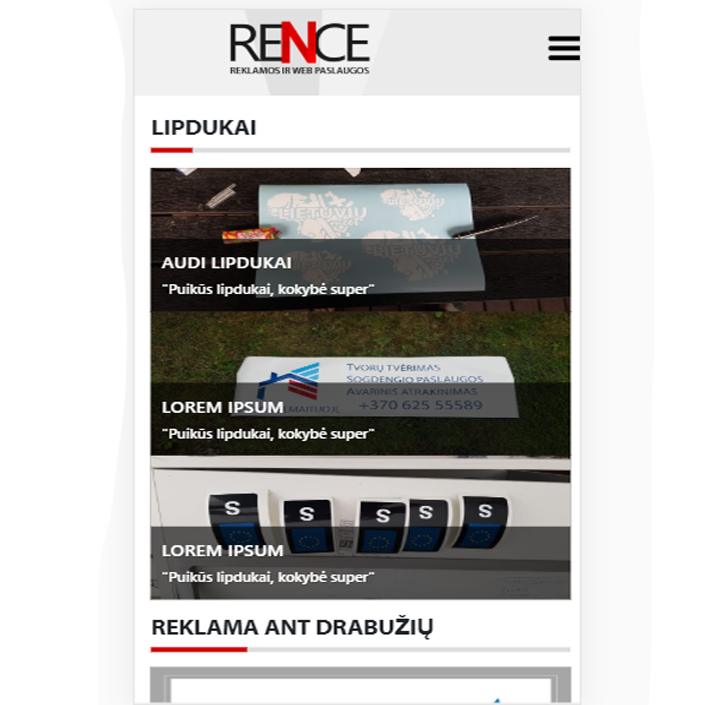 RENCE
REKLAMOS IR WEB PASLAUGOS
LIPDUKAI
LIETUVIŲ
LIETUVIŲ
AUDI LIPDUKAI
"Puikūs lipdukai, kokybė super"
TVORŲ TVĖRIMAS
SOGDENGIO PASLAUGOS
AVARINIS ATRAKINIMAS
+370 625 55589
LOREM IPSUM
"Puikūs lipdukai, kokybė super"
S S S S S
LOREM IPSUM
"Puikūs lipdukai, kokybė super"
REKLAMA ANT DRABUŽIŲ